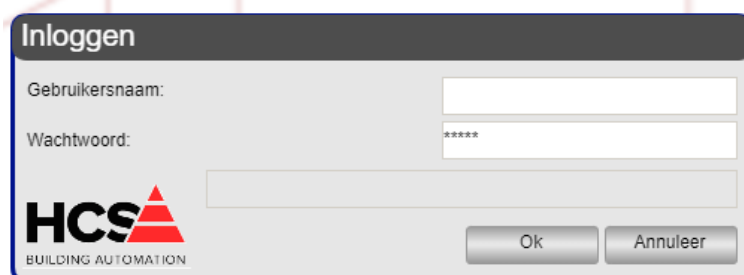 Inloggen
Gebruikersnaam:
Wachtwoord:
*****
HCS
BUILDING AUTOMATION
Ok
Annuleer